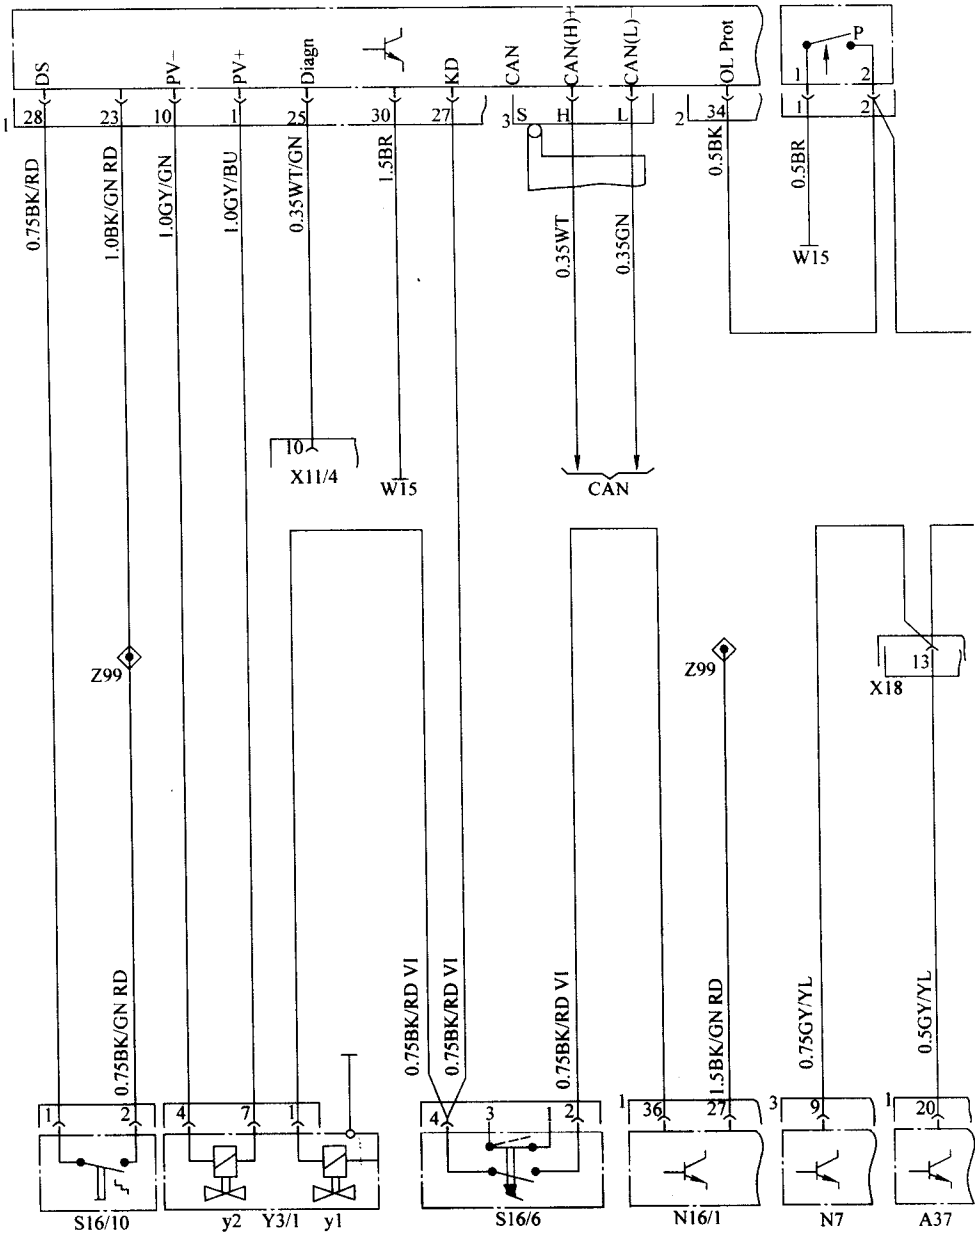 DS
PV−
PV+
Diagn
KD
CAN
CAN(H)+
CAN(L)−
OL Prot
P
1 2
1 28 23 10 1 25 30 27
3 S H L
2 34
1 2
0.75BK/RD
1.0BK/GN RD
1.0GY/GN
1.0GY/BU
0.35WT/GN
1.5BR
0.35WT
0.35GN
0.5BK
0.5BR
W15
10
X11/4
W15
CAN
Z99
Z99
13
X18
0.75BK/GN RD
0.75BK/RD VI
0.75BK/RD VI
0.75BK/RD VI
1.5BK/GN RD
0.75GY/YL
0.5GY/YL
1 2
4 7 1
4 3 1 2
1 36 27
3 9
1 20
S16/10
y2 Y3/1 y1
S16/6
N16/1
N7
A37